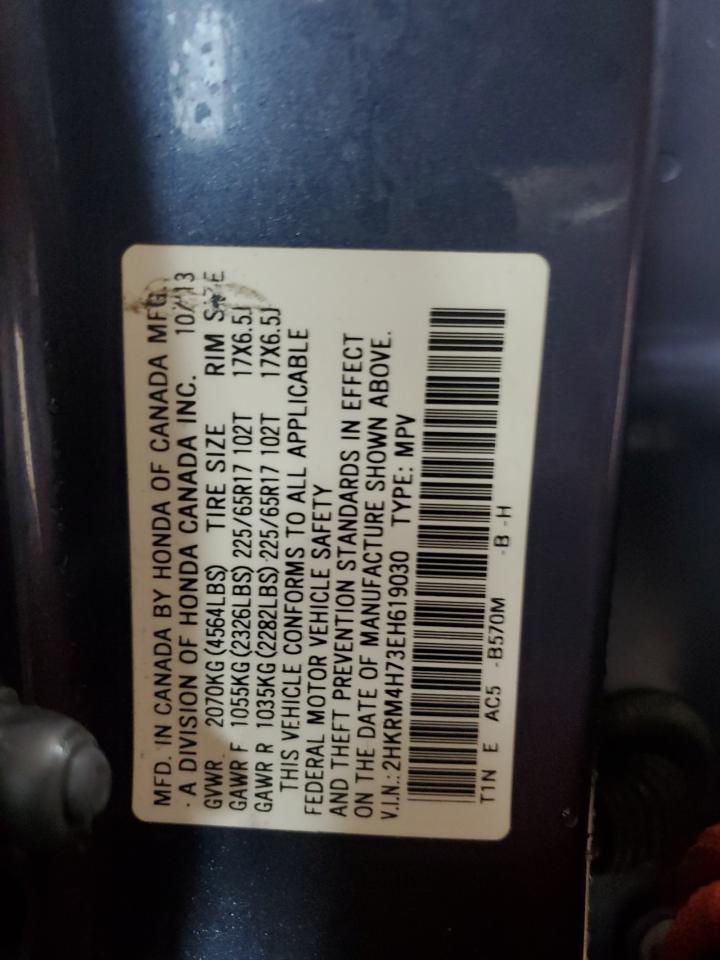 MFD. IN CANADA BY HONDA OF CANADA MFG.
A DIVISION OF HONDA CANADA INC. 10/13
GVWR. 2070KG(4564LBS) TIRE SIZE RIM SIZE
GAWR F 1055KG(2326LBS) 225/65R17 102T 17X6.5J
GAWR R 1035KG(2282LBS) 225/65R17 102T 17X6.5J
THIS VEHICLE CONFORMS TO ALL APPLICABLE
FEDERAL MOTOR VEHICLE SAFETY
AND THEFT PREVENTION STANDARDS IN EFFECT
ON THE DATE OF MANUFACTURE SHOWN ABOVE.
V.I.N.: 2HKRM4H73EH619030 TYPE: MPV
T1N E AC5 -B570M -B -H